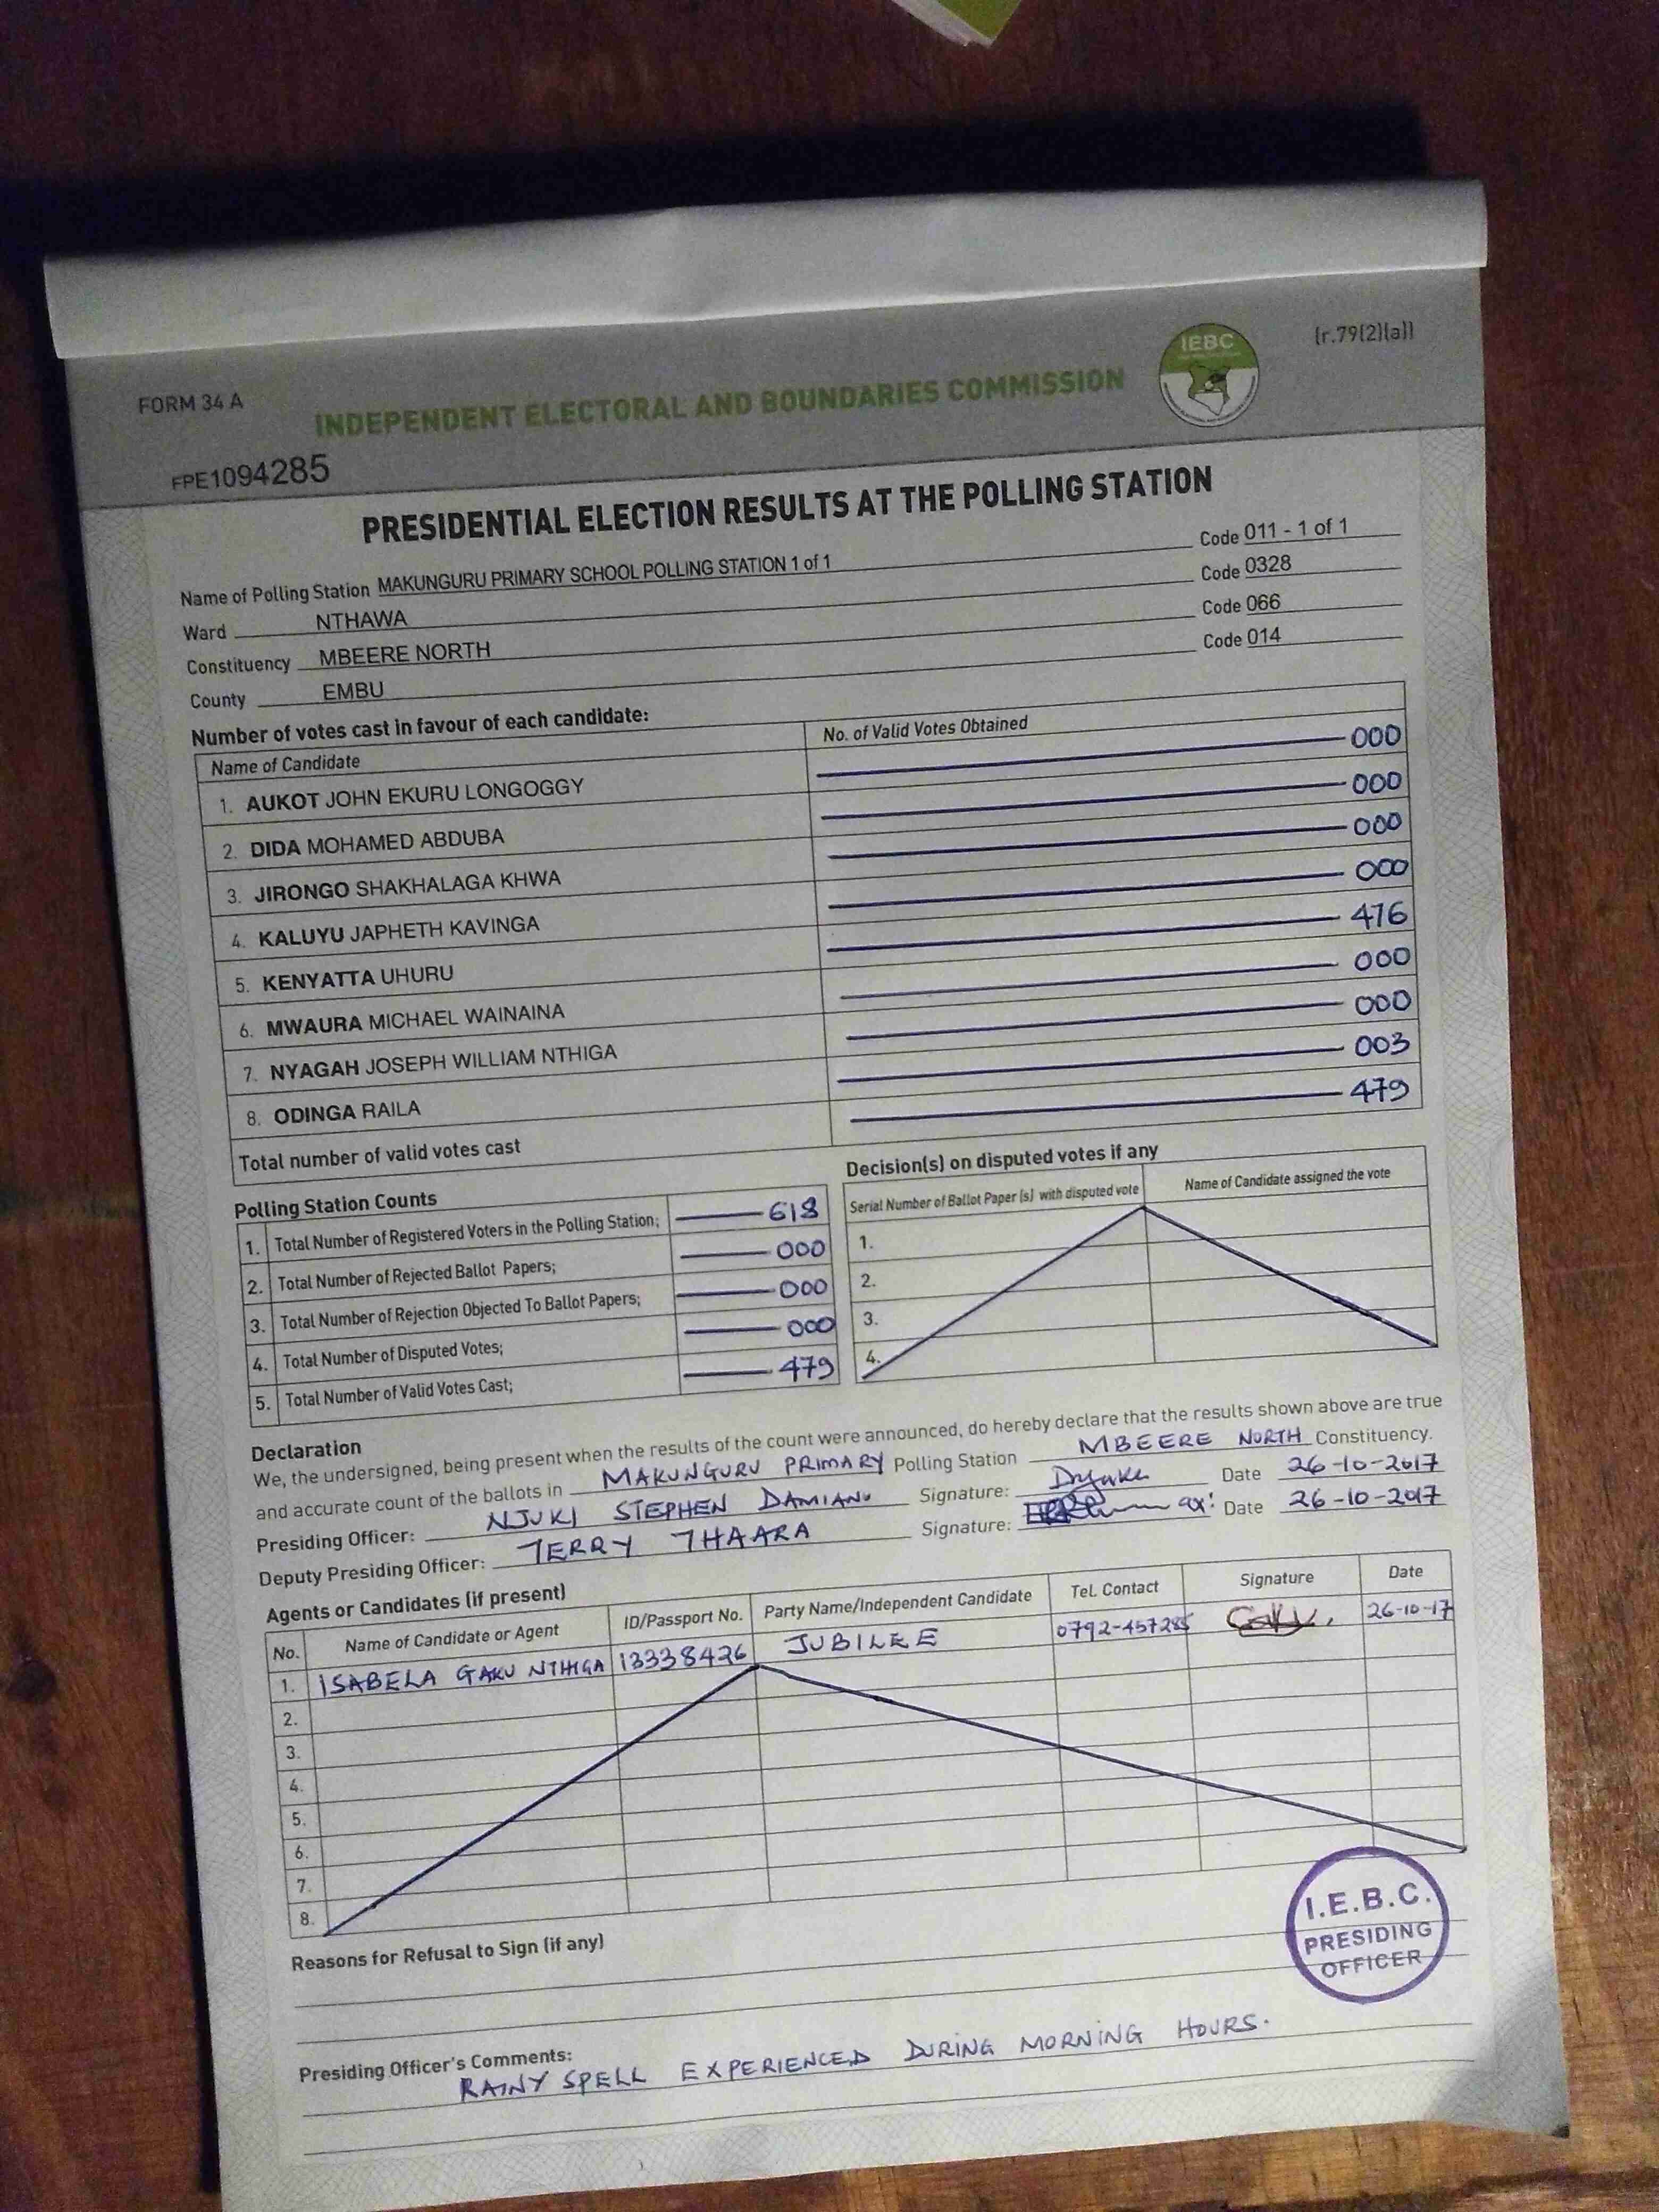 (r.79(2)(a))
FORM 34 A
INDEPENDENT ELECTORAL AND BOUNDARIES COMMISSION
IEBC
FPE1094285
PRESIDENTIAL ELECTION RESULTS AT THE POLLING STATION
Name of Polling Station MAKUNGURU PRIMARY SCHOOL POLLING STATION 1 of 1 Code 011 - 1 of 1
Ward NTHAWA Code 0328
Constituency MBEERE NORTH Code 066
County EMBU Code 014
Number of votes cast in favour of each candidate:
Name of Candidate No. of Valid Votes Obtained
1. AUKOT JOHN EKURU LONGOGGY 000
2. DIDA MOHAMED ABDUBA 000
3. JIRONGO SHAKHALAGA KHWA 000
4. KALUYU JAPHETH KAVINGA 000
5. KENYATTA UHURU 476
6. MWAURA MICHAEL WAINAINA 000
7. NYAGAH JOSEPH WILLIAM NTHIGA 000
8. ODINGA RAILA 003
Total number of valid votes cast 479
Polling Station Counts
1. Total Number of Registered Voters in the Polling Station; 618
2. Total Number of Rejected Ballot Papers; 000
3. Total Number of Rejection Objected To Ballot Papers; 000
4. Total Number of Disputed Votes; 000
5. Total Number of Valid Votes Cast; 479
Decision(s) on disputed votes if any
Serial Number of Ballot Paper (s) with disputed vote Name of Candidate assigned the vote
1.
2.
3.
4.
Declaration
We, the undersigned, being present when the results of the count were announced, do hereby declare that the results shown above are true
and accurate count of the ballots in MAKUNGURU PRIMARY Polling Station MBEERE NORTH Constituency.
Presiding Officer: NJUKI STEPHEN DAMIANO Signature: Date 26-10-2017
Deputy Presiding Officer: TERRY THAARA Signature: Date 26-10-2017
Agents or Candidates (if present)
No. Name of Candidate or Agent ID/Passport No. Party Name/Independent Candidate Tel. Contact Signature Date
1. ISABELA GAKU NTHIGA 13338426 JUBILEE 0792-457285 Gaku. 26-10-17
2.
3.
4.
5.
6.
7.
8.
Reasons for Refusal to Sign (if any)
I.E.B.C.
PRESIDING
OFFICER
Presiding Officer's Comments:
RAINY SPELL EXPERIENCED DURING MORNING HOURS.